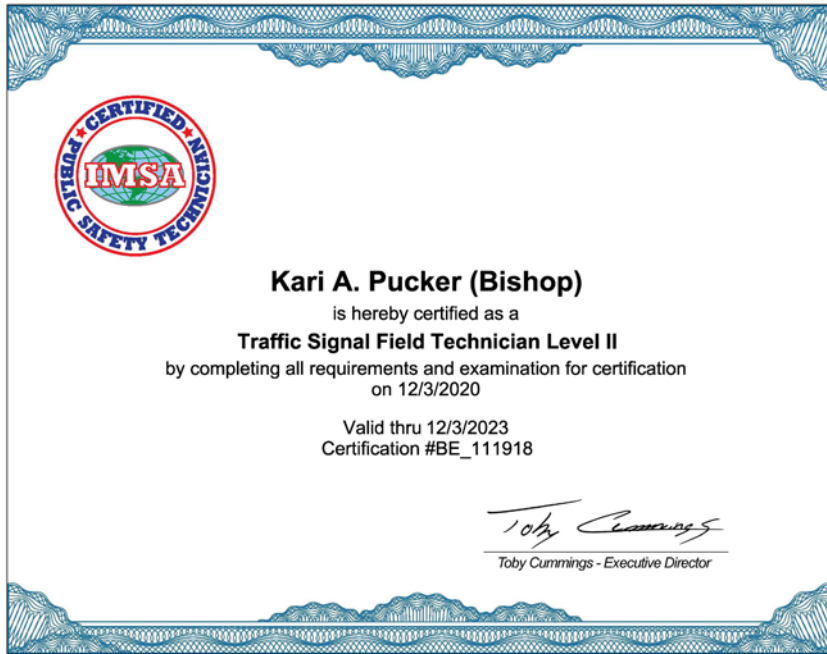 CERTIFIED
PUBLIC SAFETY TECHNICIAN
IMSA
Kari A. Pucker (Bishop)
is hereby certified as a
Traffic Signal Field Technician Level II
by completing all requirements and examination for certification
on 12/3/2020
Valid thru 12/3/2023
Certification #BE_111918
Toby Cummings
Toby Cummings - Executive Director